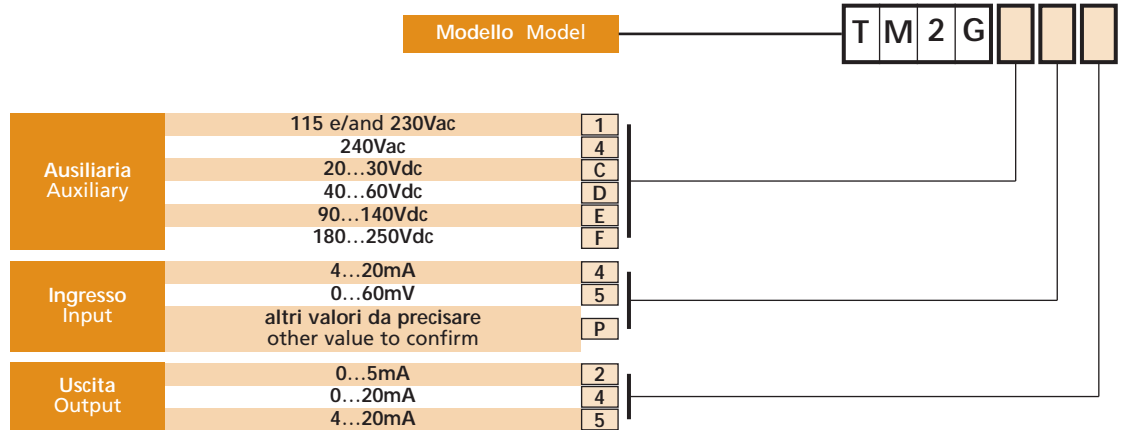 Modello Model
T M 2 G
Ausiliaria
Auxiliary
115 e/and 230Vac 1
240Vac 4
20...30Vdc C
40...60Vdc D
90...140Vdc E
180...250Vdc F
Ingresso
Input
4...20mA 4
0...60mV 5
altri valori da precisare
other value to confirm
P
Uscita
Output
0...5mA 2
0...20mA 4
4...20mA 5